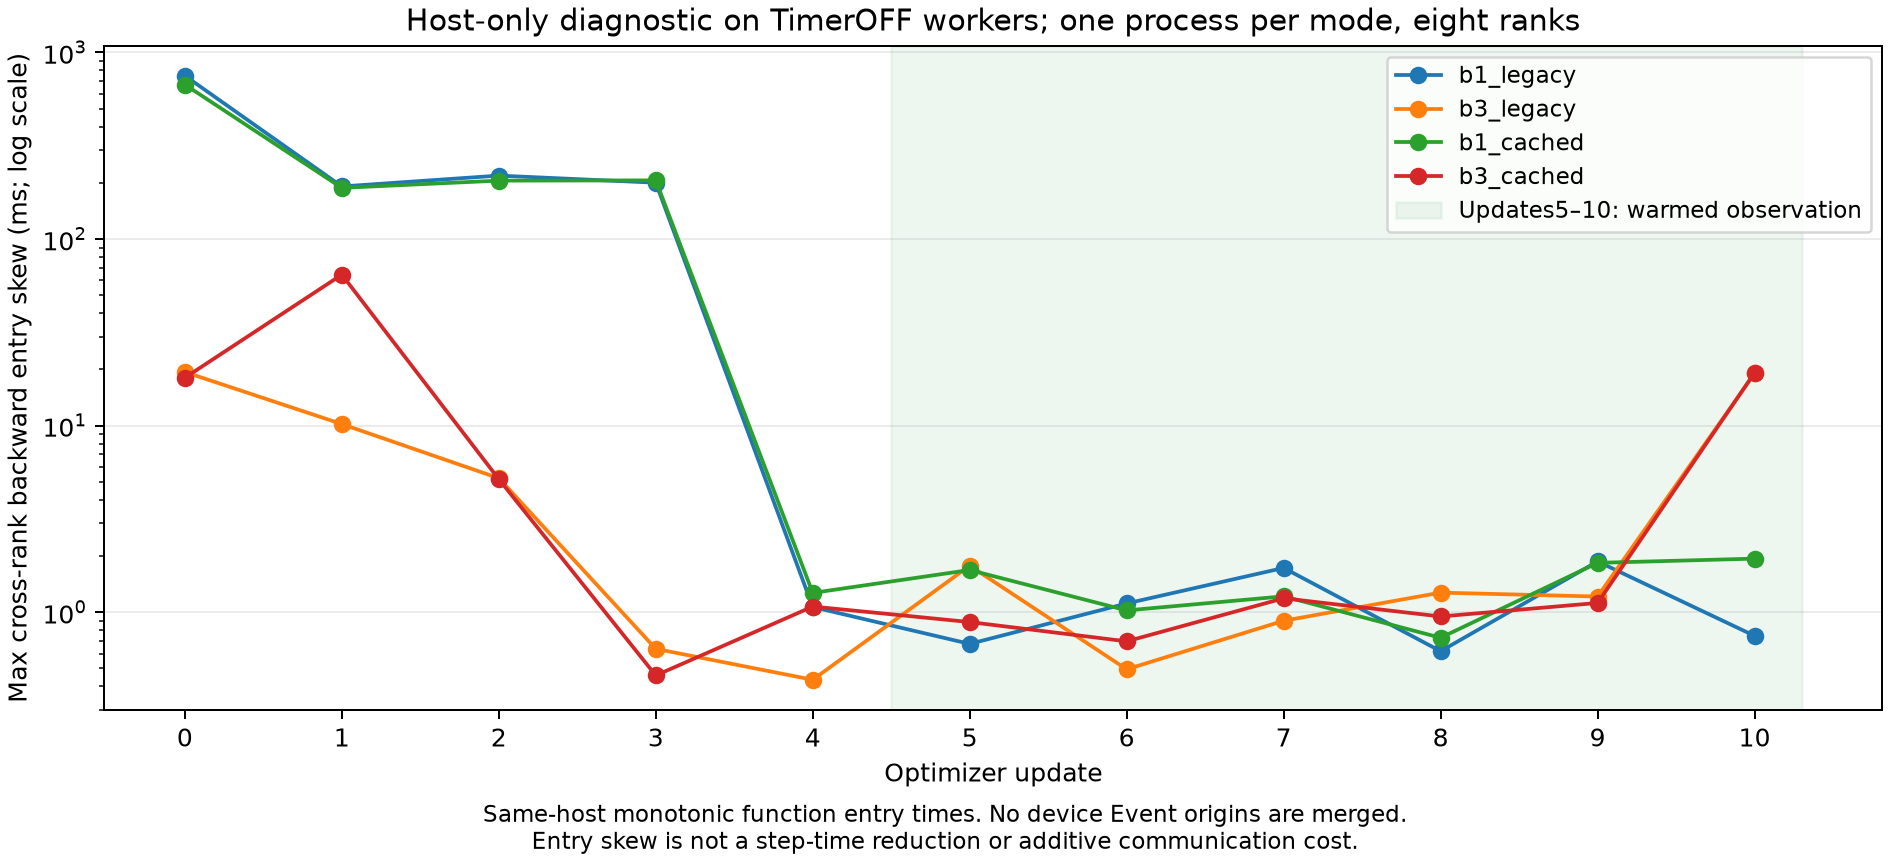 Host-only diagnostic on TimerOFF workers; one process per mode, eight ranks
Max cross-rank backward entry skew (ms; log scale)
10³
10²
10¹
10⁰
b1_legacy
b3_legacy
b1_cached
b3_cached
Updates5–10: warmed observation
0 1 2 3 4 5 6 7 8 9 10
Optimizer update
Same-host monotonic function entry times. No device Event origins are merged.
Entry skew is not a step-time reduction or additive communication cost.